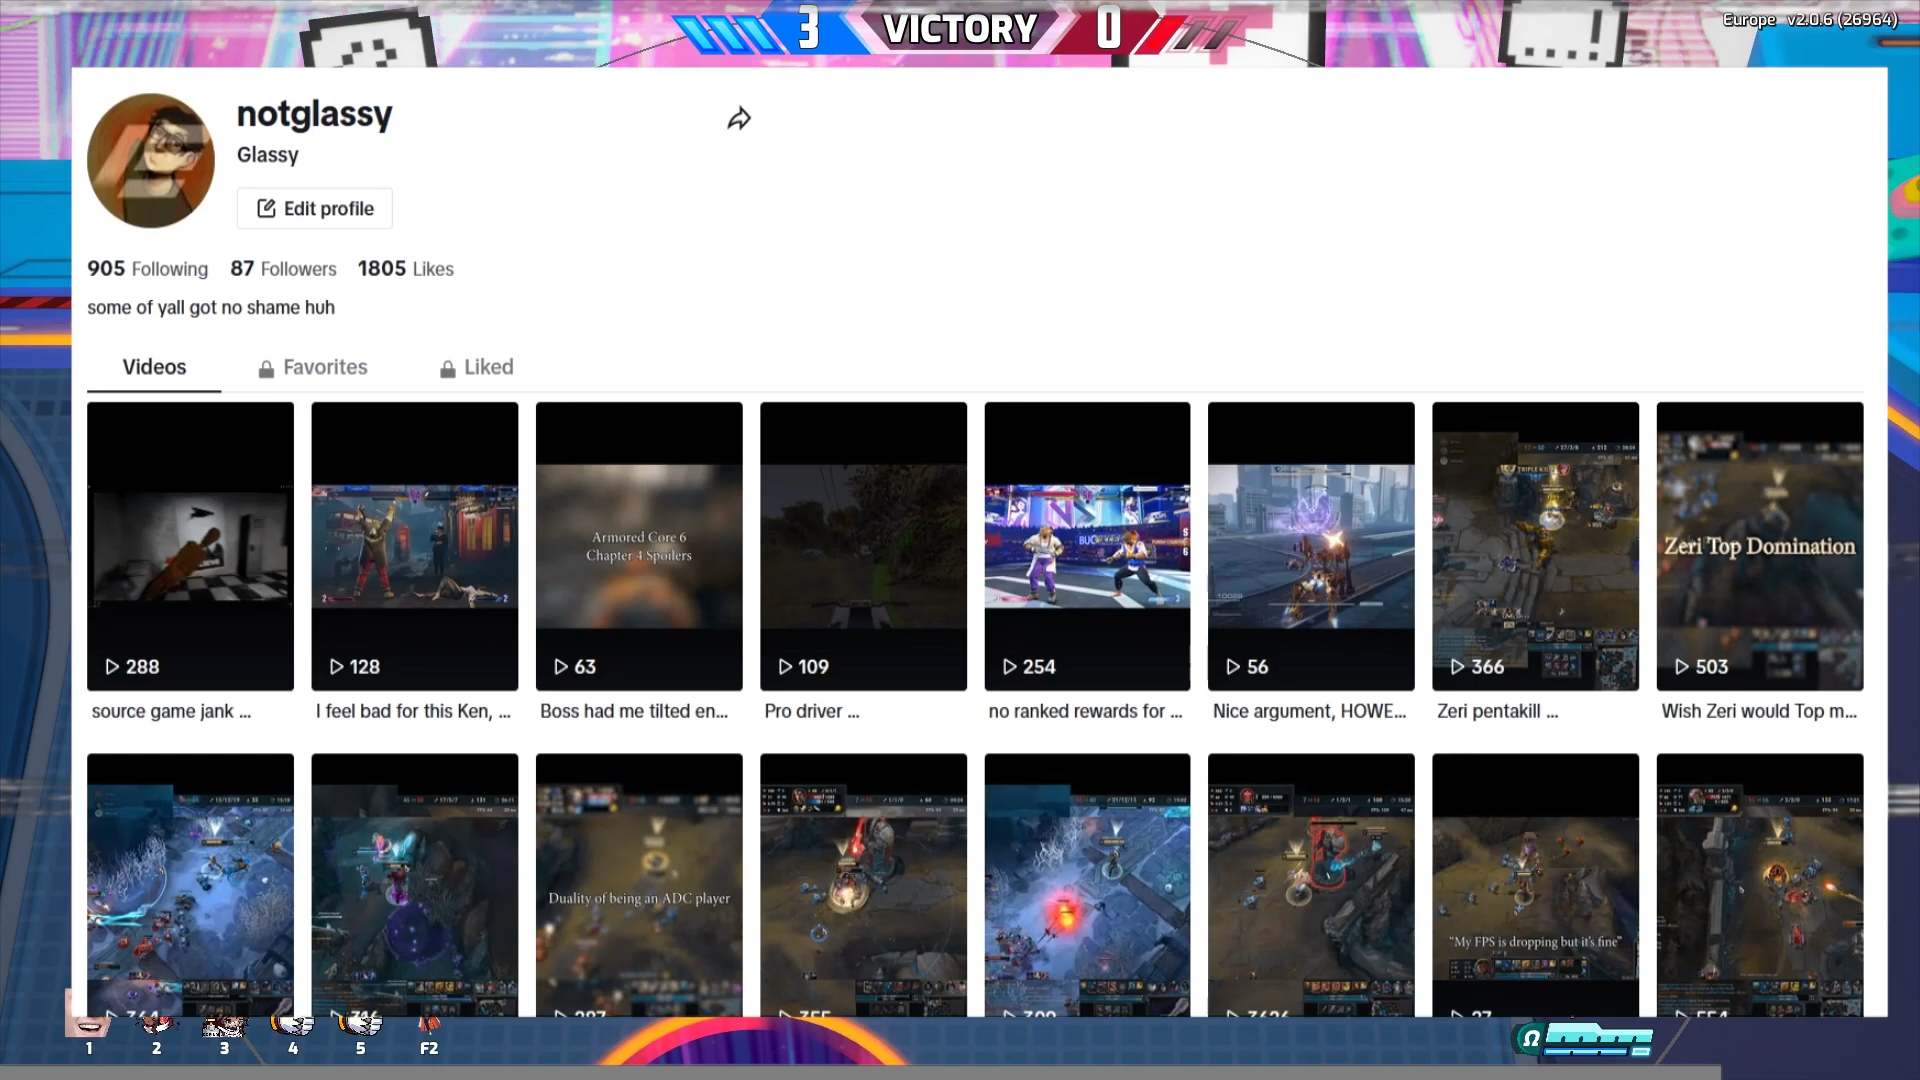 3 VICTORY 0
Europe v2.0.6 (26964)
notglassy
Glassy
Edit profile
905 Following 87 Followers 1805 Likes
some of yall got no shame huh
Videos Favorites Liked
Armored Core 6
Chapter 4 Spoilers
TRIPLE KILL
Zeri Top Domination
288 128 63 109 254 56 366 503
source game jank ...
I feel bad for this Ken, ...
Boss had me tilted en...
Pro driver ...
no ranked rewards for ...
Nice argument, HOWE...
Zeri pentakill ...
Wish Zeri would Top m...
Duality of being an ADC player
"My FPS is dropping but it's fine"
1 2 3 4 5 F2